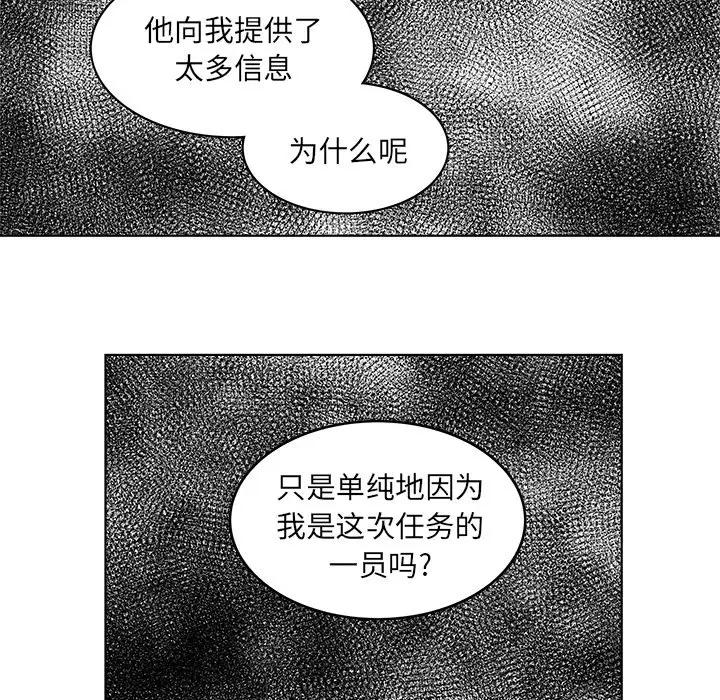 他向我提供了
太多信息
为什么呢
只是单纯地因为
我是这次任务的
一员吗?